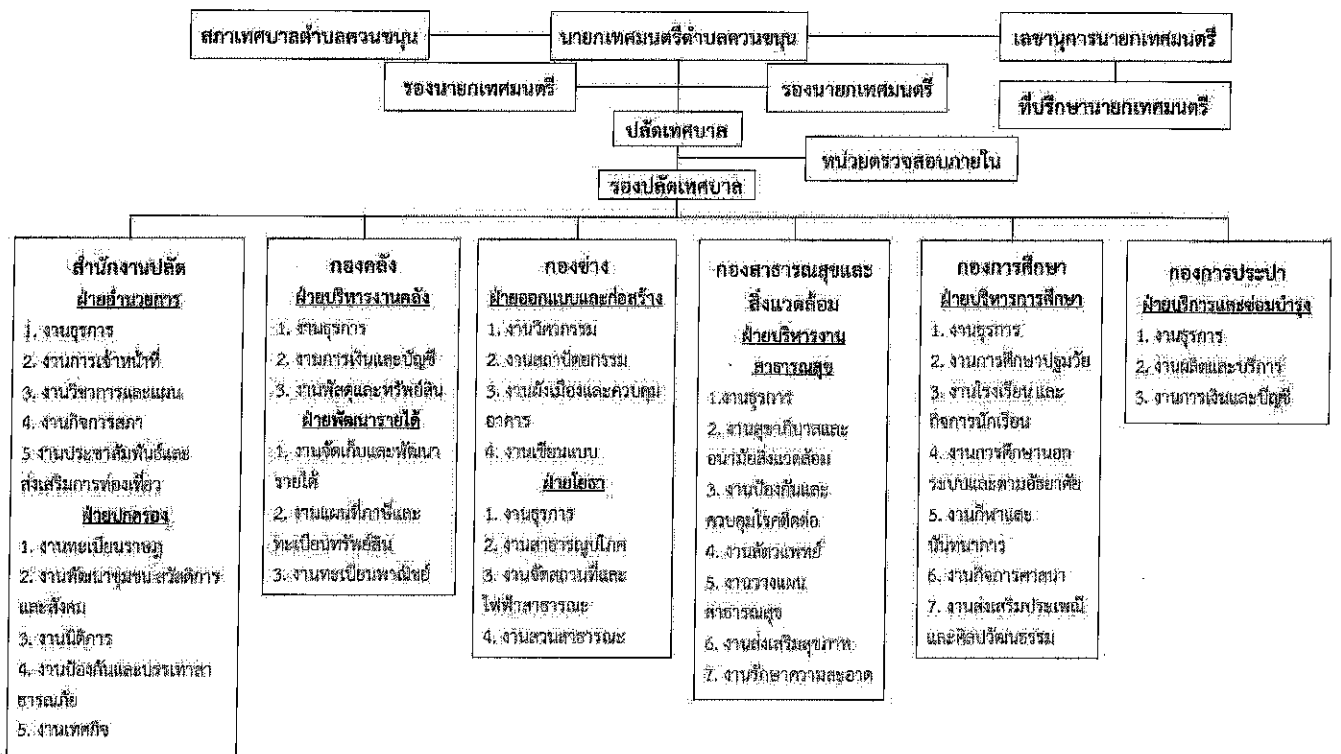 สภาเทศบาลตำบลควนขนุน
นายกเทศมนตรีตำบลควนขนุน
เลขานุการนายกเทศมนตรี
รองนายกเทศมนตรี
รองนายกเทศมนตรี
ที่ปรึกษานายกเทศมนตรี
ปลัดเทศบาล
หน่วยตรวจสอบภายใน
รองปลัดเทศบาล
สำนักงานปลัด
ฝ่ายอำนวยการ
1. งานธุรการ
2. งานการเจ้าหน้าที่
3. งานวิชาการและแผน
4. งานกิจการสภา
5 งานประชาสัมพันธ์และ
ส่งเสริมการท่องเที่ยว
ฝ่ายปกครอง
1. งานทะเบียนราษฎ
2. งานพัฒนาชุมชน สวัสดิการ
และสังคม
3. งานนิติการ
4. งานป้องกันและบรรเทาสา
ธารณภัย
5. งานเทศกิจ
กองคลัง
ฝ่ายบริหารงานคลัง
1. งานธุรการ
2. งานการเงินและบัญชี
3. งานพัสดุและทรัพย์สิน
ฝ่ายพัฒนารายได้
1. งานจัดเก็บและพัฒนา
รายได้
2. งานแผนที่ภาษีและ
ทะเบียนทรัพย์สิน
3. งานทะเบียนพาณิชย์
กองช่าง
ฝ่ายออกแบบและก่อสร้าง
1. งานวิศวกรรม
2. งานสถาปัตยกรรม
3. งานผังเมืองและควบคุม
อาคาร
4. งานเขียนแบบ
ฝ่ายโยธา
1. งานธุรการ
2. งานสาธารณูปโภค
3. งานจัดสถานที่และ
ไฟฟ้าสาธารณะ
4. งานสวนสาธารณะ
กองสาธารณสุขและ
สิ่งแวดล้อม
ฝ่ายบริหารงาน
สาธารณสุข
1.งานธุรการ
2. งานสุขาภิบาลและ
อนามัยสิ่งแวดล้อม
3. งานป้องกันและ
ควบคุมโรคติดต่อ
4. งานสัตวแพทย์
5. งานวางแผน
สาธารณสุข
6. งานส่งเสริมสุขภาพ
7. งานรักษาความสะอาด
กองการศึกษา
ฝ่ายบริหารการศึกษา
1. งานธุรการ
2. งานการศึกษาปฐมวัย
3. งานโรงเรียน และ
กิจการนักเรียน
4. งานการศึกษานอก
ระบบและตามอัธยาศัย
5. งานกีฬาและ
นันทนาการ
6. งานกิจการศาสนา
7. งานส่งเสริมประเพณี
และศิลปวัฒนธรรม
กองการประปา
ฝ่ายบริการและซ่อมบำรุง
1. งานธุรการ
2. งานผลิตและบริการ
3. งานการเงินและบัญชี